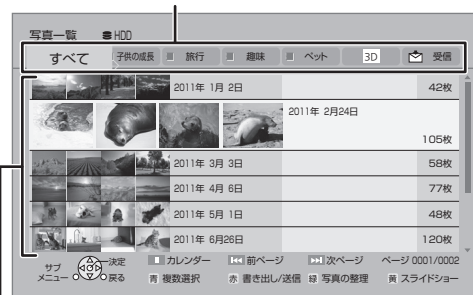 写真一覧 HDD
すべて 子供の成長 旅行 趣味 ペット 3D 受信
2011年 1月 2日 42枚
2011年 2月24日
105枚
2011年 3月 3日 58枚
2011年 4月 6日 77枚
2011年 5月 1日 48枚
2011年 6月26日 120枚
サブメニュー 決定 戻る
カレンダー 前ページ 次ページ ページ 0001/0002
青 複数選択 赤 書き出し/送信 緑 写真の整理 黄 スライドショー